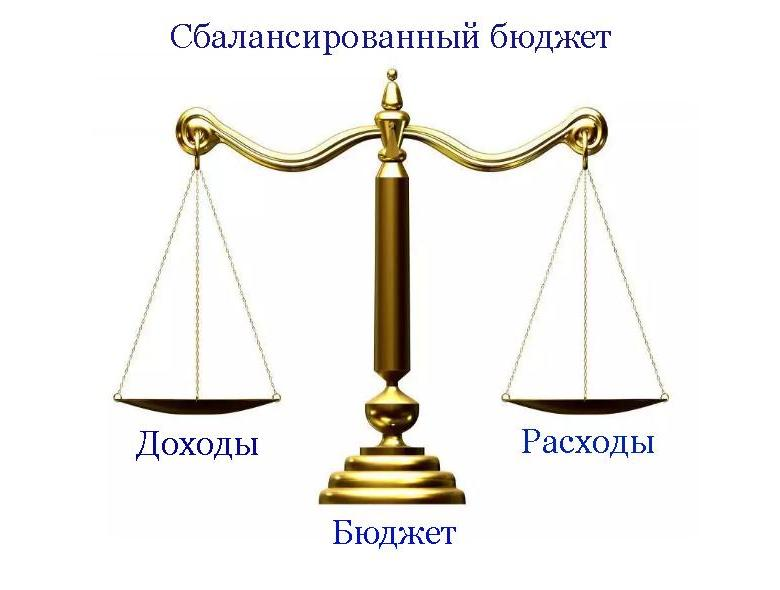 Сбалансированный бюджет
Доходы
Расходы
Бюджет